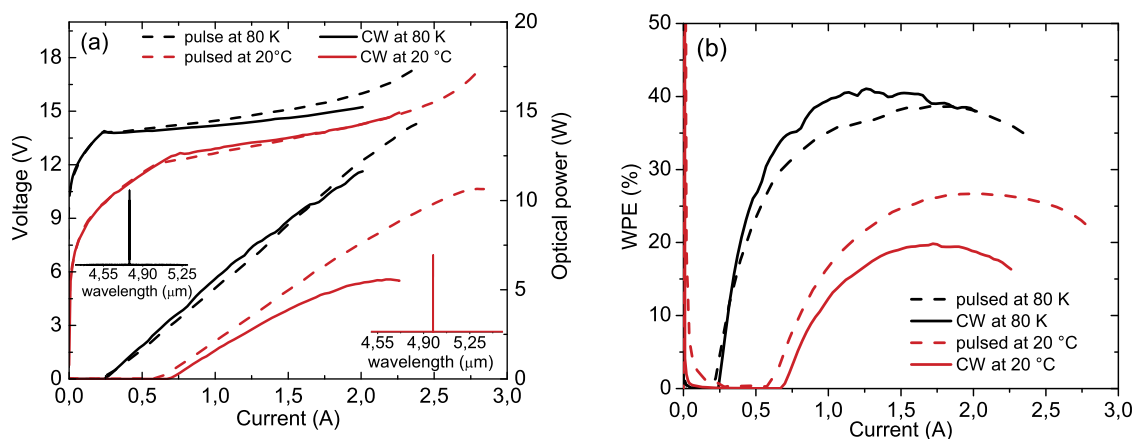 (a)
pulse at 80 K CW at 80 K
pulsed at 20°C CW at 20 °C
18
15
12
9
6
3
0
Voltage (V)
20
15
10
5
0
Optical power (W)
4,55 4,90 5,25
wavelength (μm)
4,55 4,90 5,25
wavelength (μm)
0,0 0,5 1,0 1,5 2,0 2,5 3,0
Current (A)
(b)
50
40
30
20
10
0
WPE (%)
pulsed at 80 K
CW at 80 K
pulsed at 20 °C
CW at 20 °C
0,0 0,5 1,0 1,5 2,0 2,5 3,0
Current (A)